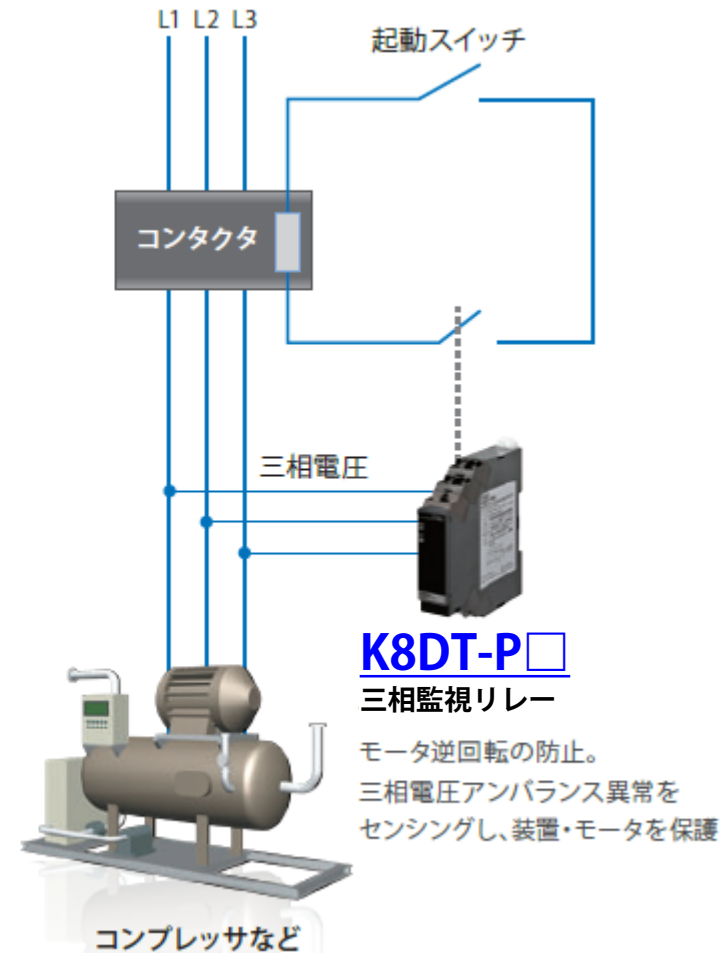 L1 L2 L3
起動スイッチ
コンタクタ
三相電圧
K8DT-P□
三相監視リレー
モータ逆回転の防止。
三相電圧アンバランス異常を
センシングし、装置・モータを保護
コンプレッサなど